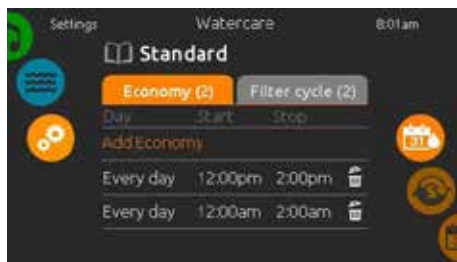 Settings Watercare 8:01am
Standard
Economy (2) Filter cycle (2)
Day Start Stop
Add Economy
Every day 12:00pm 2:00pm
Every day 12:00am 2:00am
31